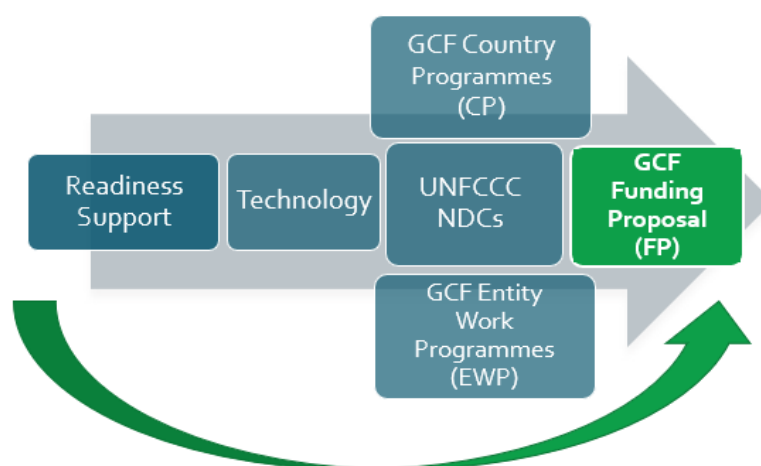 Readiness
Support
Technology
GCF Country
Programmes
(CP)
UNFCCC
NDCs
GCF Entity
Work
Programmes
(EWP)
GCF
Funding
Proposal
(FP)